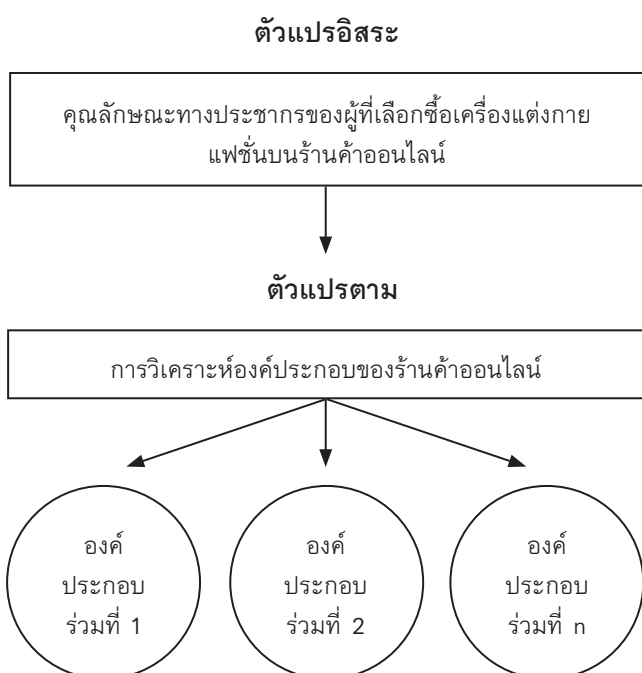 ตัวแปรอิสระ
คุณลักษณะทางประชากรของผู้ที่เลือกซื้อเครื่องแต่งกาย
แฟชั่นบนร้านค้าออนไลน์
ตัวแปรตาม
การวิเคราะห์องค์ประกอบของร้านค้าออนไลน์
องค์
ประกอบ
ร่วมที่ 1
องค์
ประกอบ
ร่วมที่ 2
องค์
ประกอบ
ร่วมที่ n